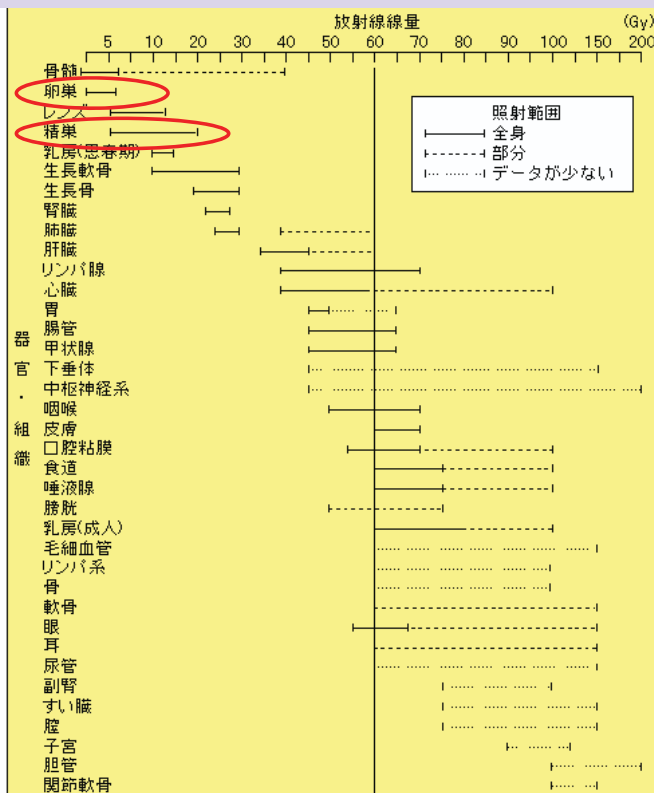 放射線線量 (Gy)
5 10 20 30 40 50 60 70 80 90 100 150 200
照射範囲
全身
部分
データが少ない
器官・組織
骨髄
卵巣
レンズ
精巣
乳房(思春期)
生長軟骨
生長骨
腎臓
肺臓
肝臓
リンパ腺
心臓
胃
腸管
甲状腺
下垂体
中枢神経系
咽喉
皮膚
口腔粘膜
食道
唾液腺
膀胱
乳房(成人)
毛細血管
リンパ系
骨
軟骨
眼
耳
尿管
副腎
すい臓
膣
子宮
胆管
関節軟骨